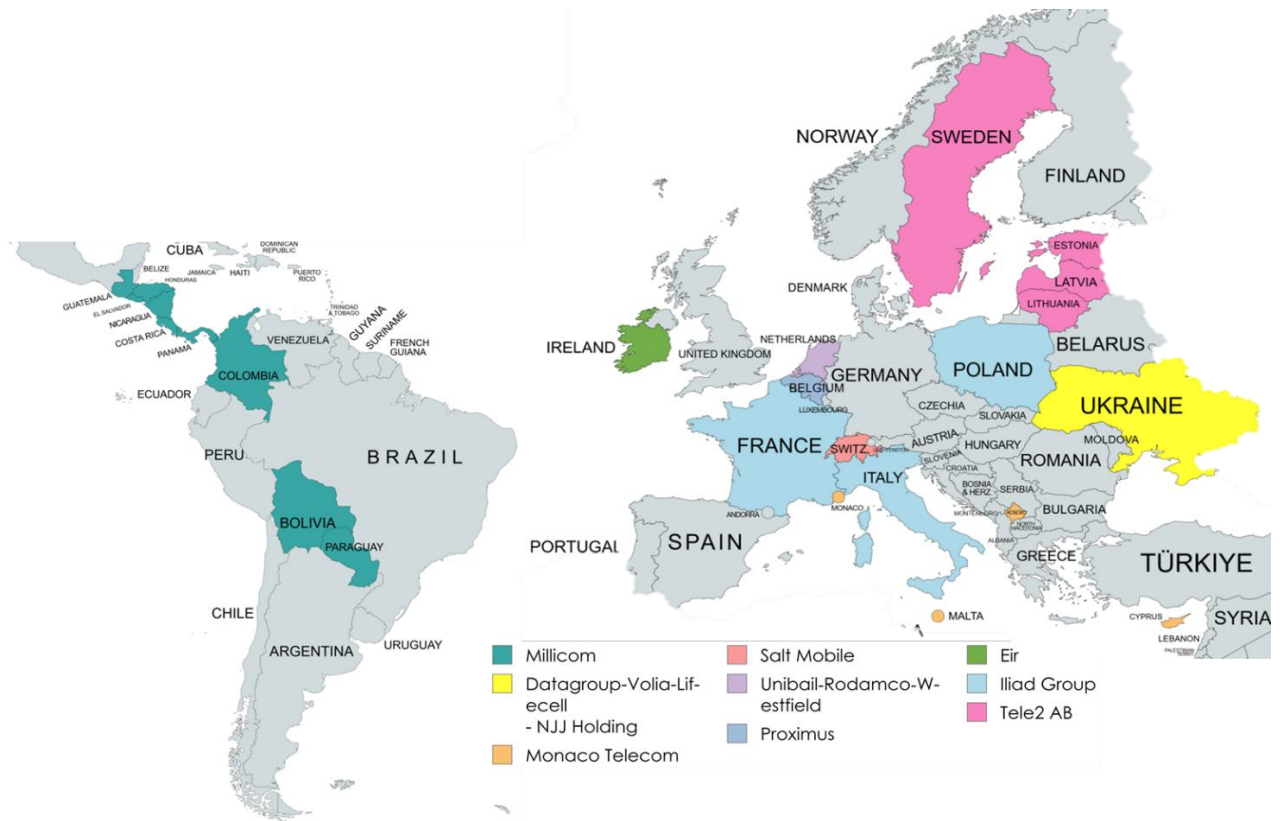 CUBA
DOMINICAN
REPUBLIC
BELIZE
JAMAICA
HAITI
PUERTO
RICO
HONDURAS
GUATEMALA
EL SALVADOR
NICARAGUA
COSTA RICA
PANAMA
TRINIDAD
& TOBAGO
VENEZUELA
GUYANA
SURINAME
FRENCH
GUIANA
COLOMBIA
ECUADOR
PERU
BRAZIL
BOLIVIA
PARAGUAY
CHILE
ARGENTINA
URUGUAY
NORWAY
SWEDEN
FINLAND
ESTONIA
LATVIA
LITHUANIA
DENMARK
IRELAND
UNITED KINGDOM
NETHERLANDS
BELGIUM
LUXEMBOURG
GERMANY
POLAND
BELARUS
UKRAINE
CZECHIA
SLOVAKIA
FRANCE
SWITZ.
LIECHTENSTEIN
AUSTRIA
HUNGARY
MOLDOVA
SLOVENIA
ROMANIA
CROATIA
ITALY
BOSNIA
& HERZ.
SERBIA
MONACO
ANDORRA
MONTENEGRO
KOSOVO
BULGARIA
NORTH
MACEDONIA
ALBANIA
PORTUGAL
SPAIN
GREECE
TÜRKIYE
MALTA
CYPRUS
SYRIA
LEBANON
PALESTINIAN
Millicom
Datagroup-Volia-Lif-
ecell
- NJJ Holding
Monaco Telecom
Salt Mobile
Unibail-Rodamco-W-
estfield
Proximus
Eir
Iliad Group
Tele2 AB